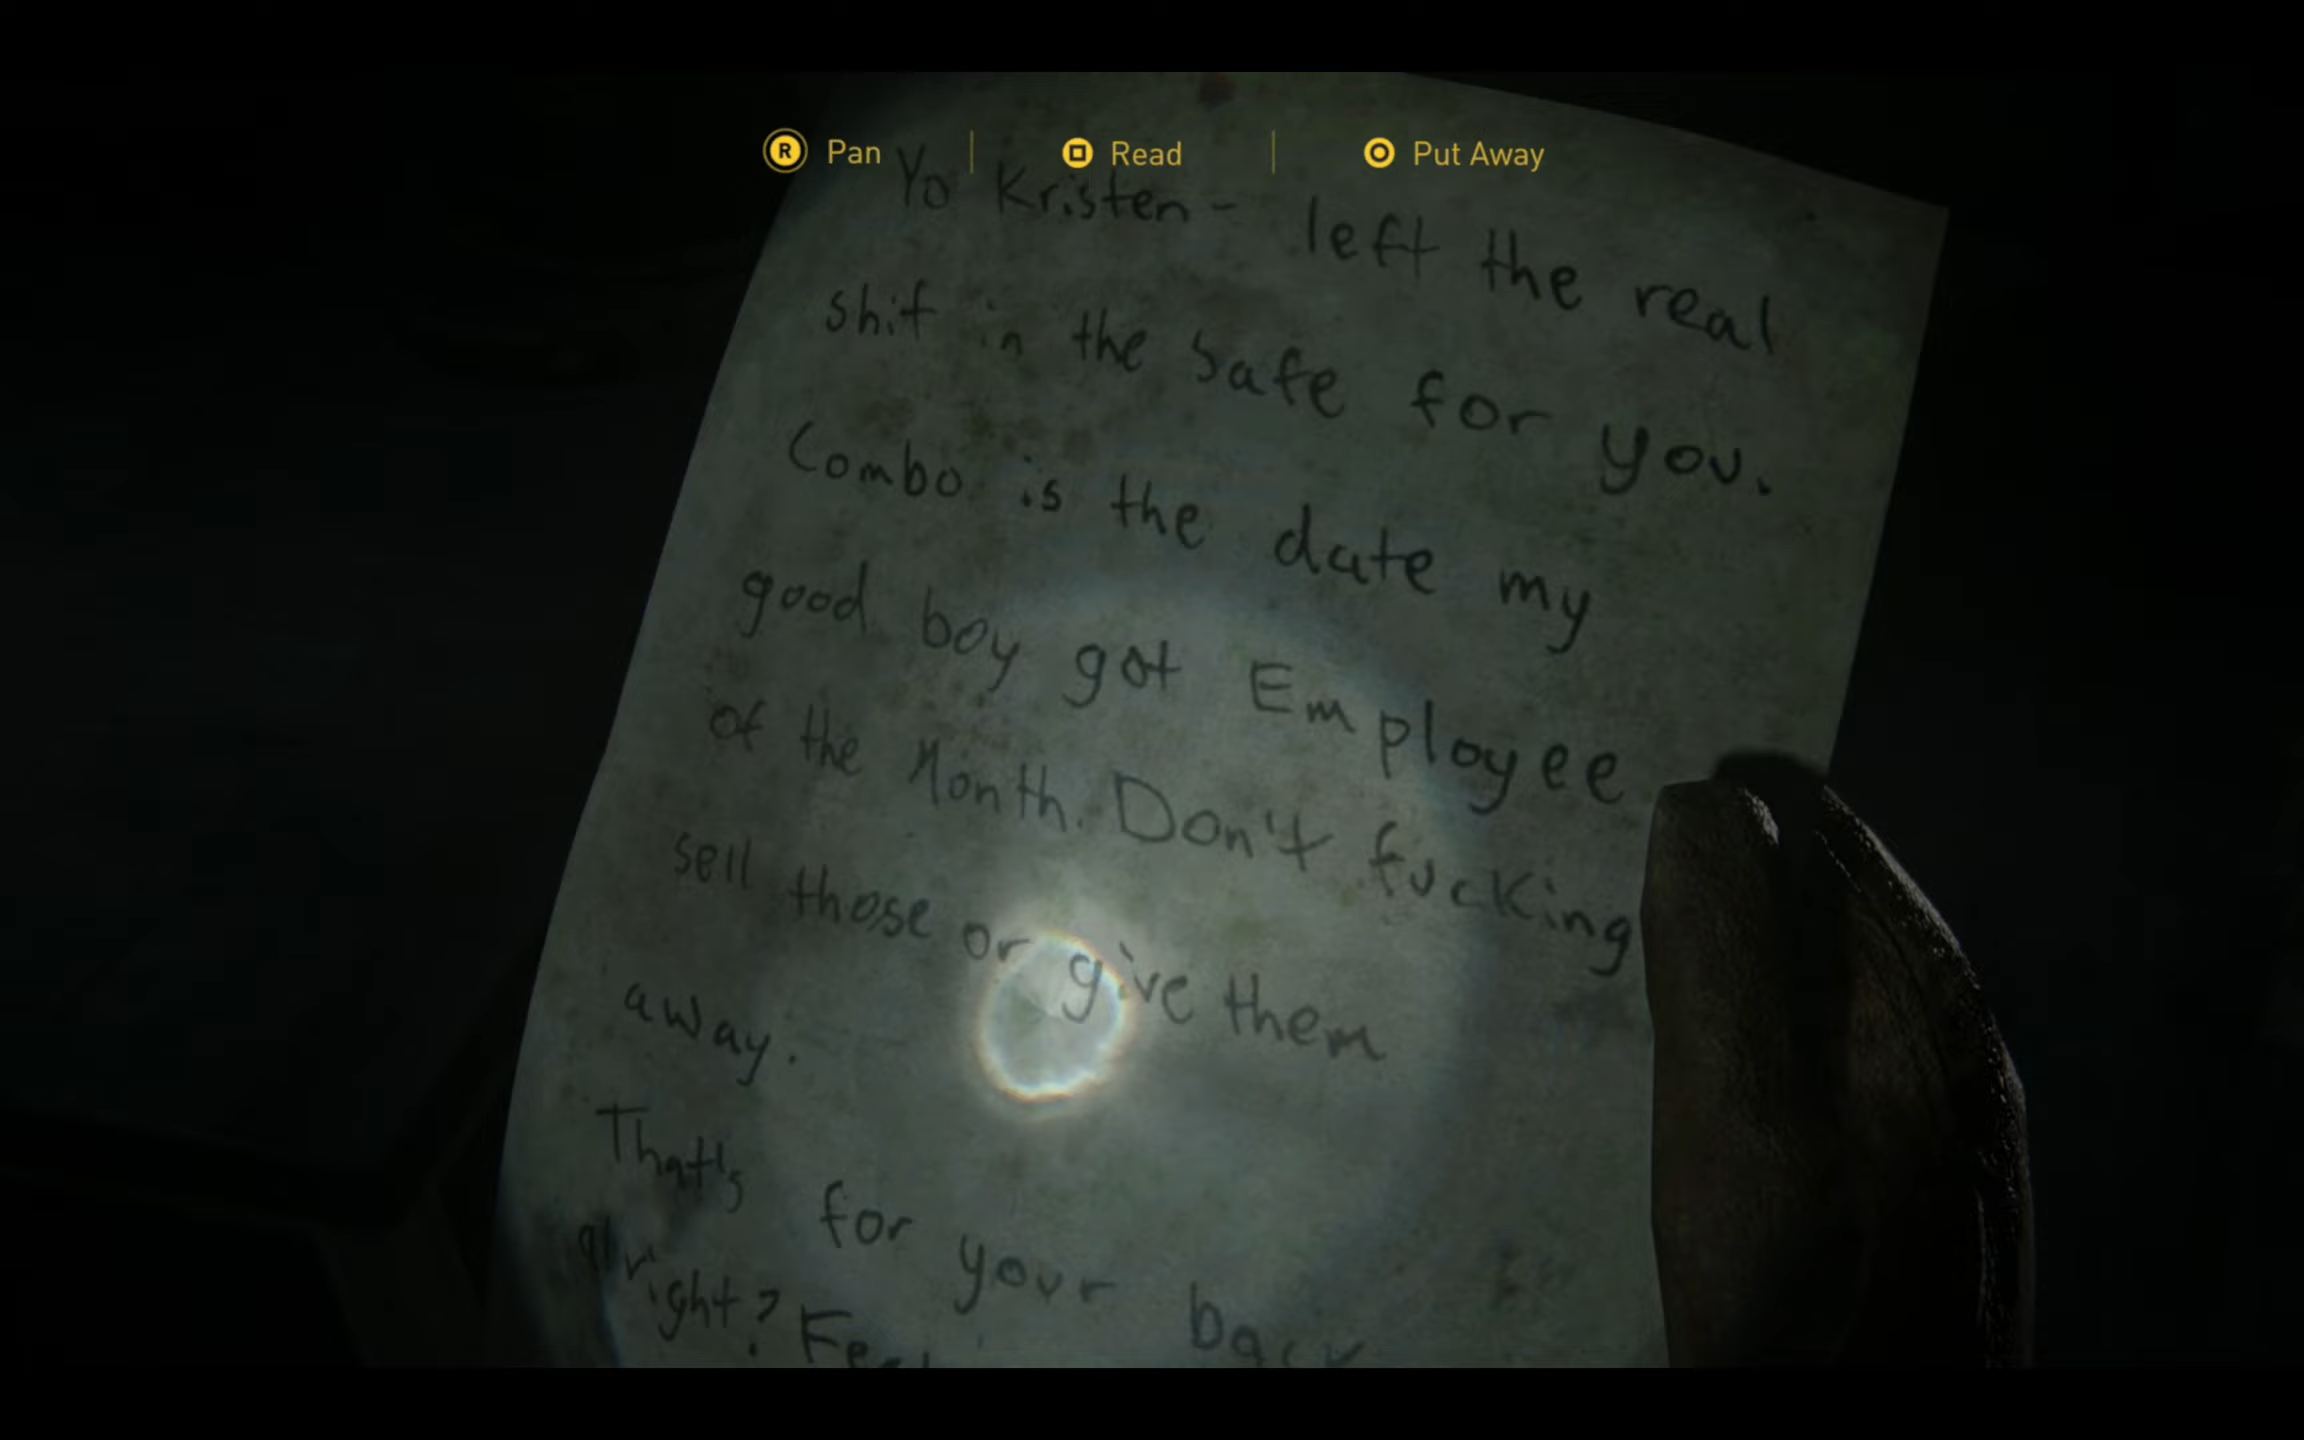 R Pan Read Put Away
Yo Kristen - left the real
shit in the safe for you.
Combo is the date my
good boy got Employee
of the Month. Don't fucking
sell those or give them
away.
That's for your back
alright?